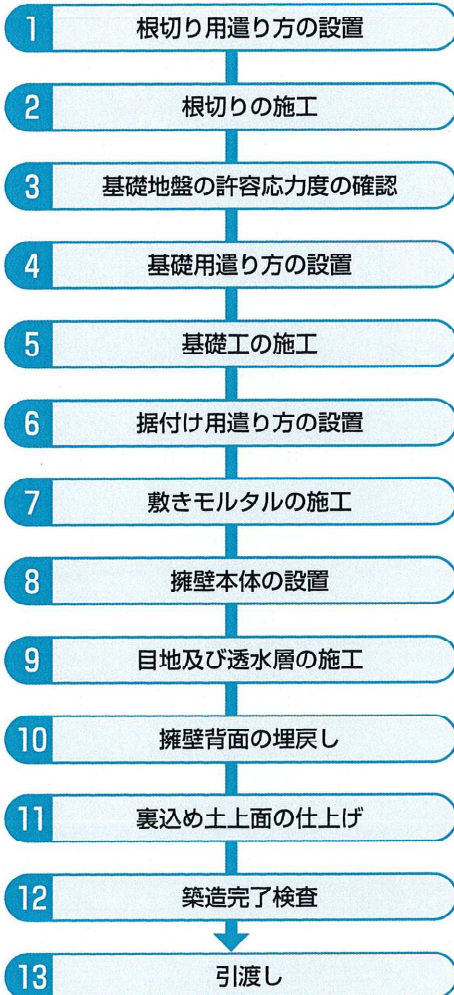 1 根切り用遣り方の設置
2 根切りの施工
3 基礎地盤の許容応力度の確認
4 基礎用遣り方の設置
5 基礎工の施工
6 据付け用遣り方の設置
7 敷きモルタルの施工
8 擁壁本体の設置
9 目地及び透水層の施工
10 擁壁背面の埋戻し
11 裏込め土上面の仕上げ
12 築造完了検査
13 引渡し